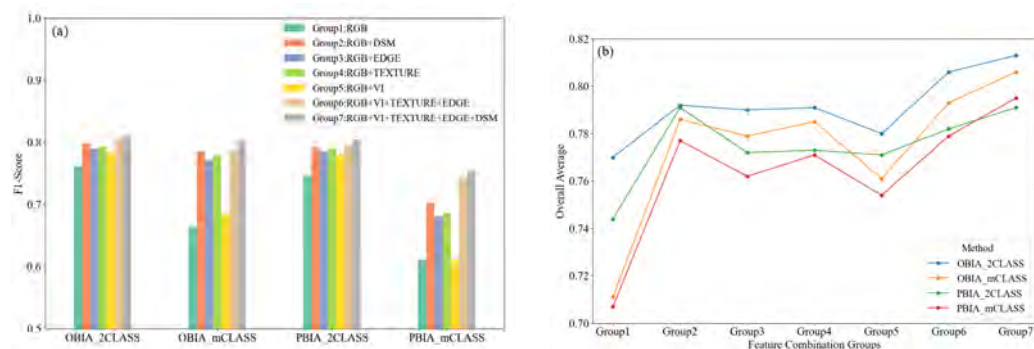 (a)
Group1:RGB
Group2:RGB+DSM
Group3:RGB+EDGE
Group4:RGB+TEXTURE
Group5:RGB+VI
Group6:RGB+VI+TEXTURE+EDGE
Group7:RGB+VI+TEXTURE+EDGE+DSM
F1-Score
1.0
0.9
0.8
0.7
0.6
0.5
OBIA_2CLASS OBIA_mCLASS PBIA_2CLASS PBIA_mCLASS
(b)
Overall Average
0.82
0.80
0.78
0.76
0.74
0.72
0.70
Method
OBIA_2CLASS
OBIA_mCLASS
PBIA_2CLASS
PBIA_mCLASS
Group1 Group2 Group3 Group4 Group5 Group6 Group7
Feature Combination Groups